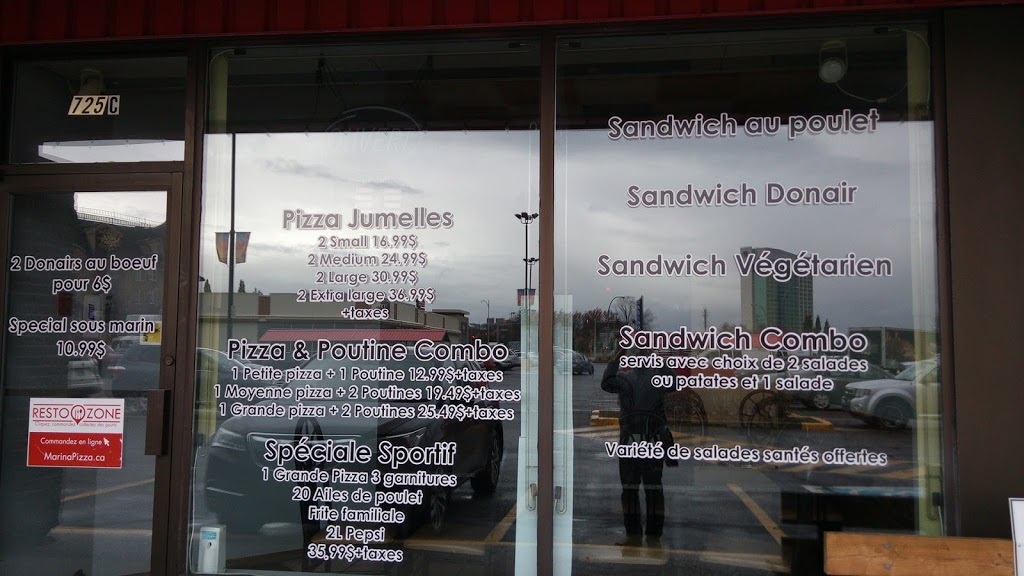 725 C
2 Donairs au boeuf
pour 6$
Special sous marin
10.99$
RESTO ZONE
Commandez en ligne
MarinaPizza.ca
Pizza Jumelles
2 Small 16.99$
2 Medium 24.99$
2 Large 30.99$
2 Extra large 36.99$
+taxes
Pizza & Poutine Combo
1 Petite pizza + 1 Poutine 12.99$+taxes
1 Moyenne pizza + 2 Poutines 19.49$+taxes
1 Grande pizza + 2 Poutines 25.49$+taxes
Spéciale Sportif
1 Grande Pizza 3 garnitures
20 Ailes de poulet
Frite familiale
2L Pepsi
35,99$+taxes
Sandwich au poulet
Sandwich Donair
Sandwich Végétarien
Sandwich Combo
servis avec choix de 2 salades
ou patates et 1 salade
Variété de salades santés offertes